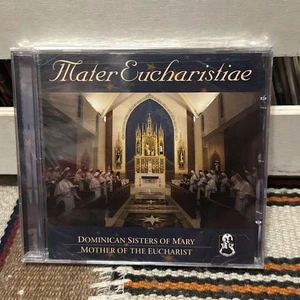 Mater Eucharistiae
DOMINICAN SISTERS OF MARY
MOTHER OF THE EUCHARIST